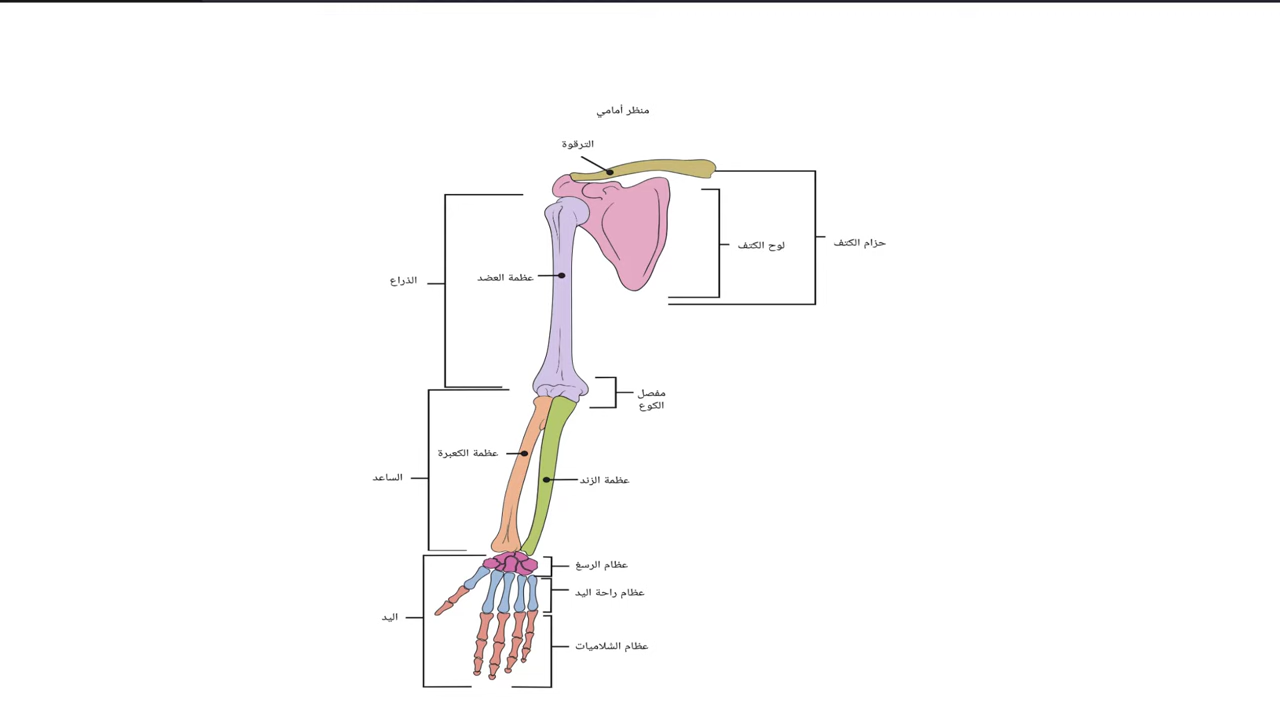 منظر أمامي
الترقوة
حزام الكتف
لوح الكتف
عظمة العضد
الذراع
مفصل
الكوع
عظمة الكعبرة
الساعد
عظمة الزند
عظام الرسغ
عظام راحة اليد
اليد
عظام الشلاميات